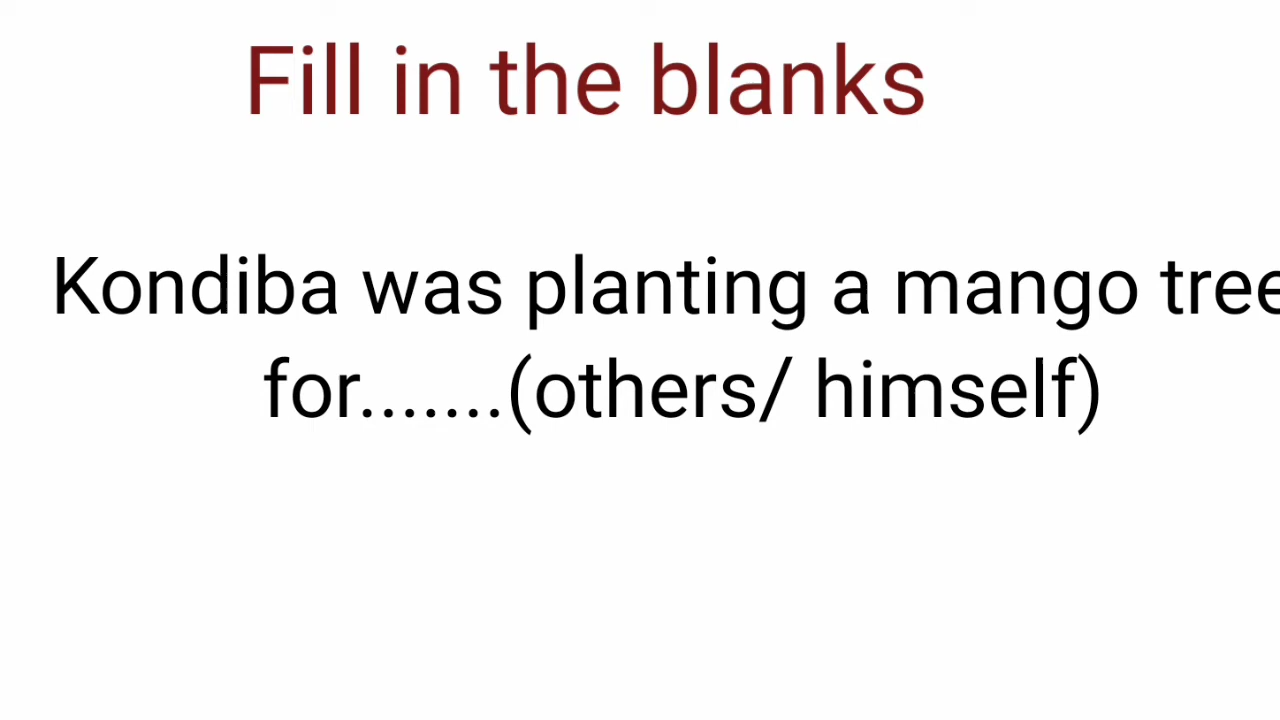 Fill in the blanks
Kondiba was planting a mango tree
for.......(others/ himself)